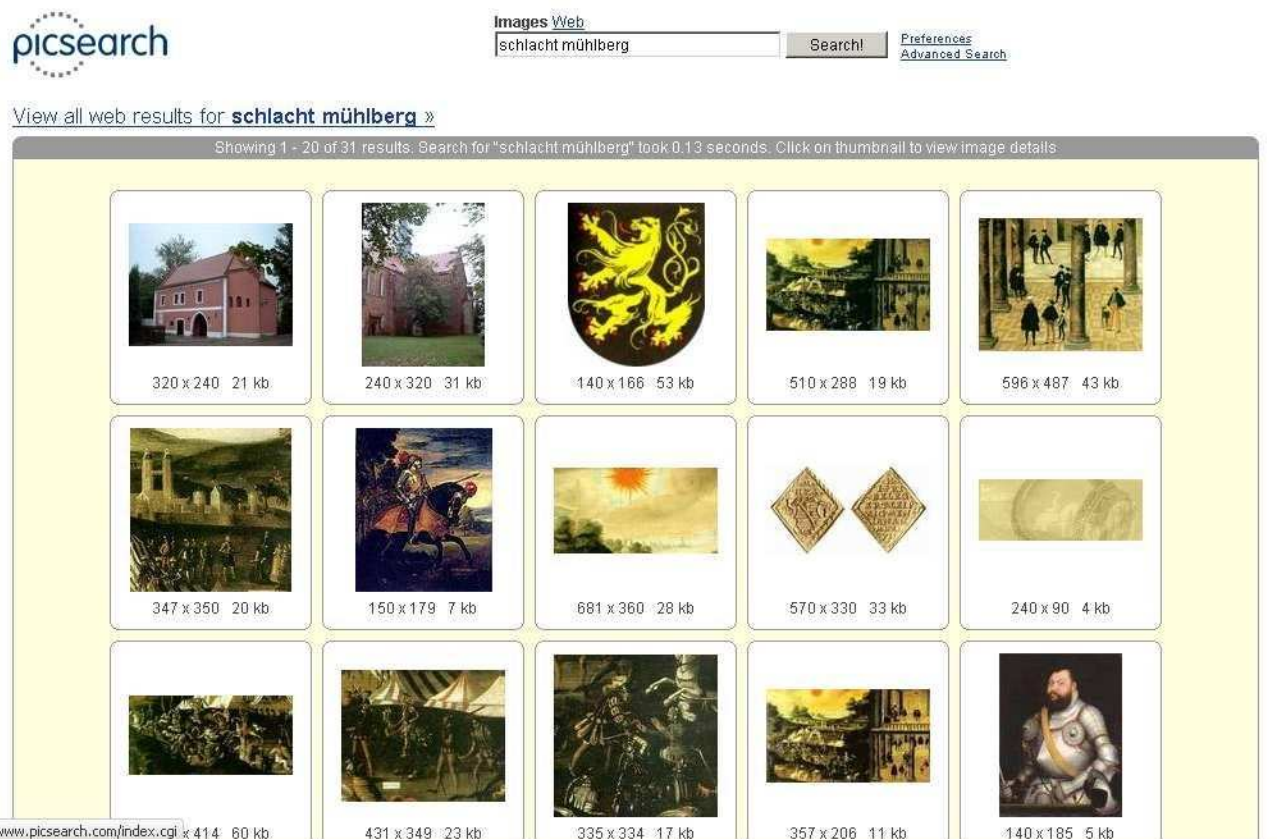 picsearch
Images Web
schlacht mühlberg
Search!
Preferences
Advanced Search
View all web results for schlacht mühlberg »
Showing 1 - 20 of 31 results. Search for "schlacht mühlberg" took 0.13 seconds. Click on thumbnail to view image details
320 x 240 21 kb
240 x 320 31 kb
140 x 166 53 kb
510 x 288 19 kb
596 x 487 43 kb
347 x 350 20 kb
150 x 179 7 kb
681 x 360 28 kb
570 x 330 33 kb
240 x 90 4 kb
www.picsearch.com/index.cgi
x 414 60 kb
431 x 349 23 kb
335 x 334 17 kb
357 x 206 11 kb
140 x 185 5 kb